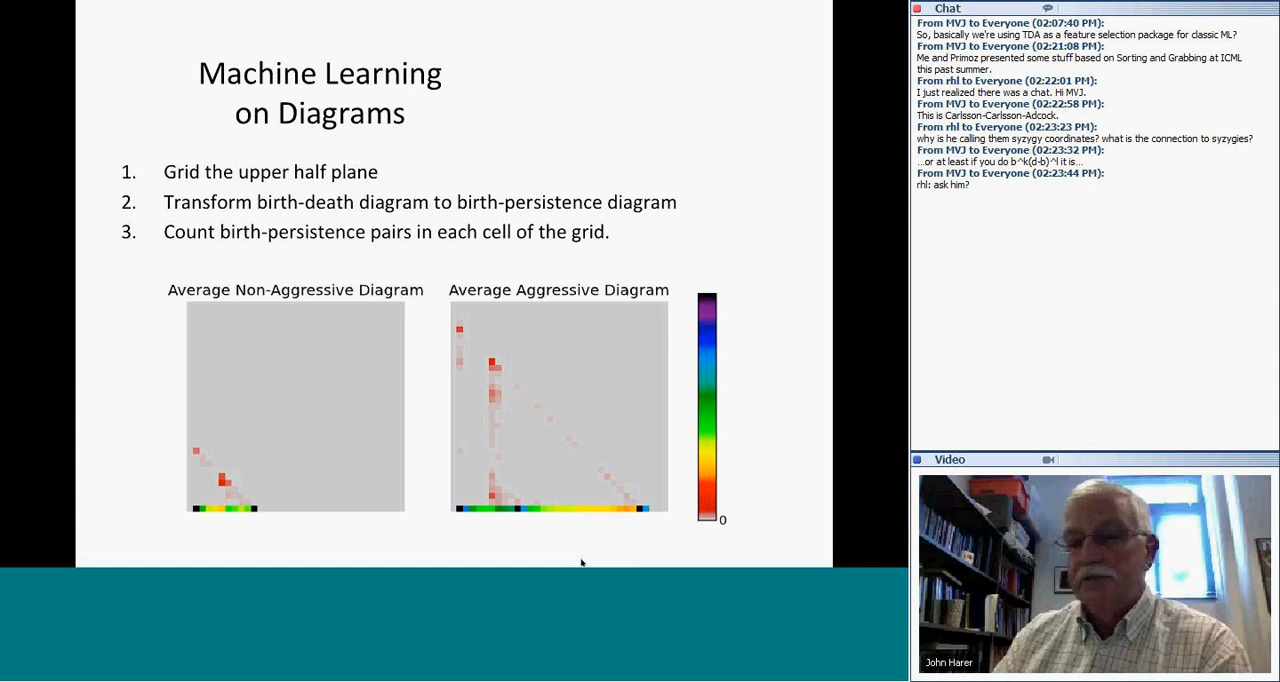 Machine Learning
on Diagrams
1. Grid the upper half plane
2. Transform birth-death diagram to birth-persistence diagram
3. Count birth-persistence pairs in each cell of the grid.
Average Non-Aggressive Diagram
Average Aggressive Diagram
0
Chat
From MVJ to Everyone (02:07:40 PM):
So, basically we're using TDA as a feature selection package for classic ML?
From MVJ to Everyone (02:21:08 PM):
Me and Primoz presented some stuff based on Sorting and Grabbing at ICML
this past summer.
From rhl to Everyone (02:22:01 PM):
I just realized there was a chat. Hi MVJ.
From MVJ to Everyone (02:22:58 PM):
This is Carlsson-Carlsson-Adcock.
From rhl to Everyone (02:23:23 PM):
why is he calling them syzygy coordinates? what is the connection to syzygies?
From MVJ to Everyone (02:23:32 PM):
...or at least if you do b^k(d-b)^l it is...
From MVJ to Everyone (02:23:44 PM):
rhl: ask him?
Video
John Harer